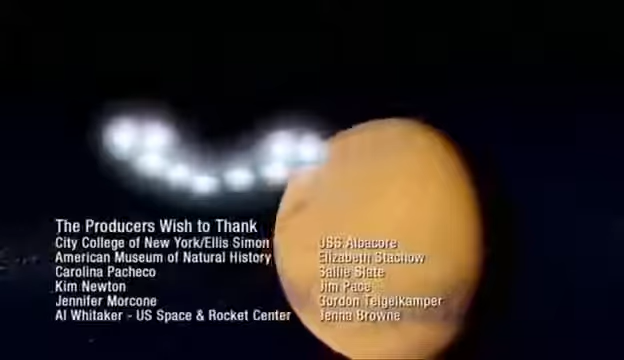 The Producers Wish to Thank
City College of New York/Ellis Simon
American Museum of Natural History
Carolina Pacheco
Kim Newton
Jennifer Morcone
Al Whitaker - US Space & Rocket Center
USS Albacore
Elizabeth Stachow
Sallie Slate
Jim Pace
Gordon Telgelkamper
Jenna Browne